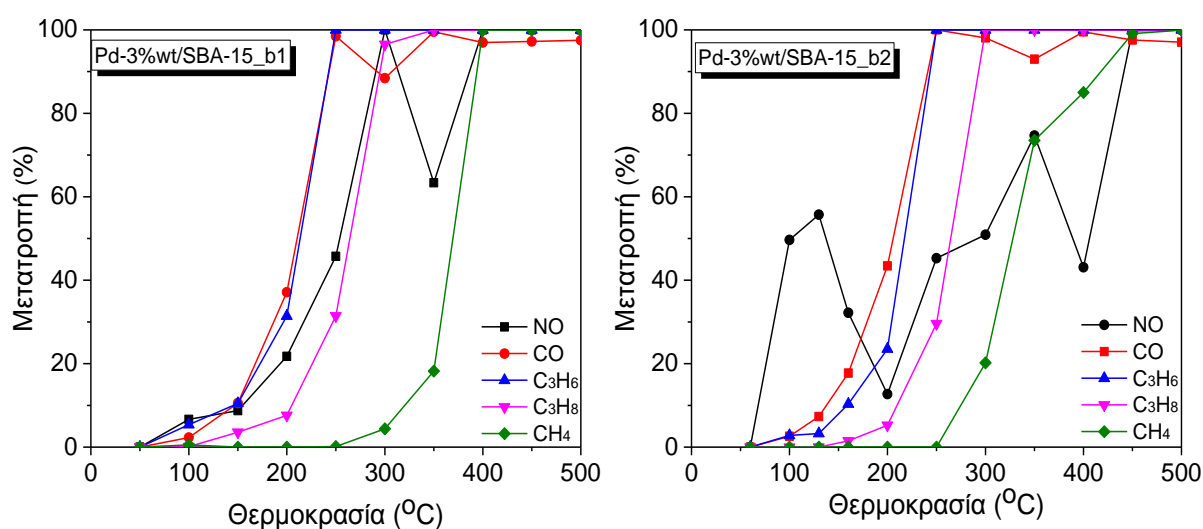 Pd-3%wt/SBA-15_b1
Μετατροπή (%)
100
80
60
40
20
0
NO
CO
C₃H₆
C₃H₈
CH₄
0 100 200 300 400 500
Θερμοκρασία (⁰C)
Pd-3%wt/SBA-15_b2
Μετατροπή (%)
100
80
60
40
20
0
NO
CO
C₃H₆
C₃H₈
CH₄
0 100 200 300 400 500
Θερμοκρασία (⁰C)